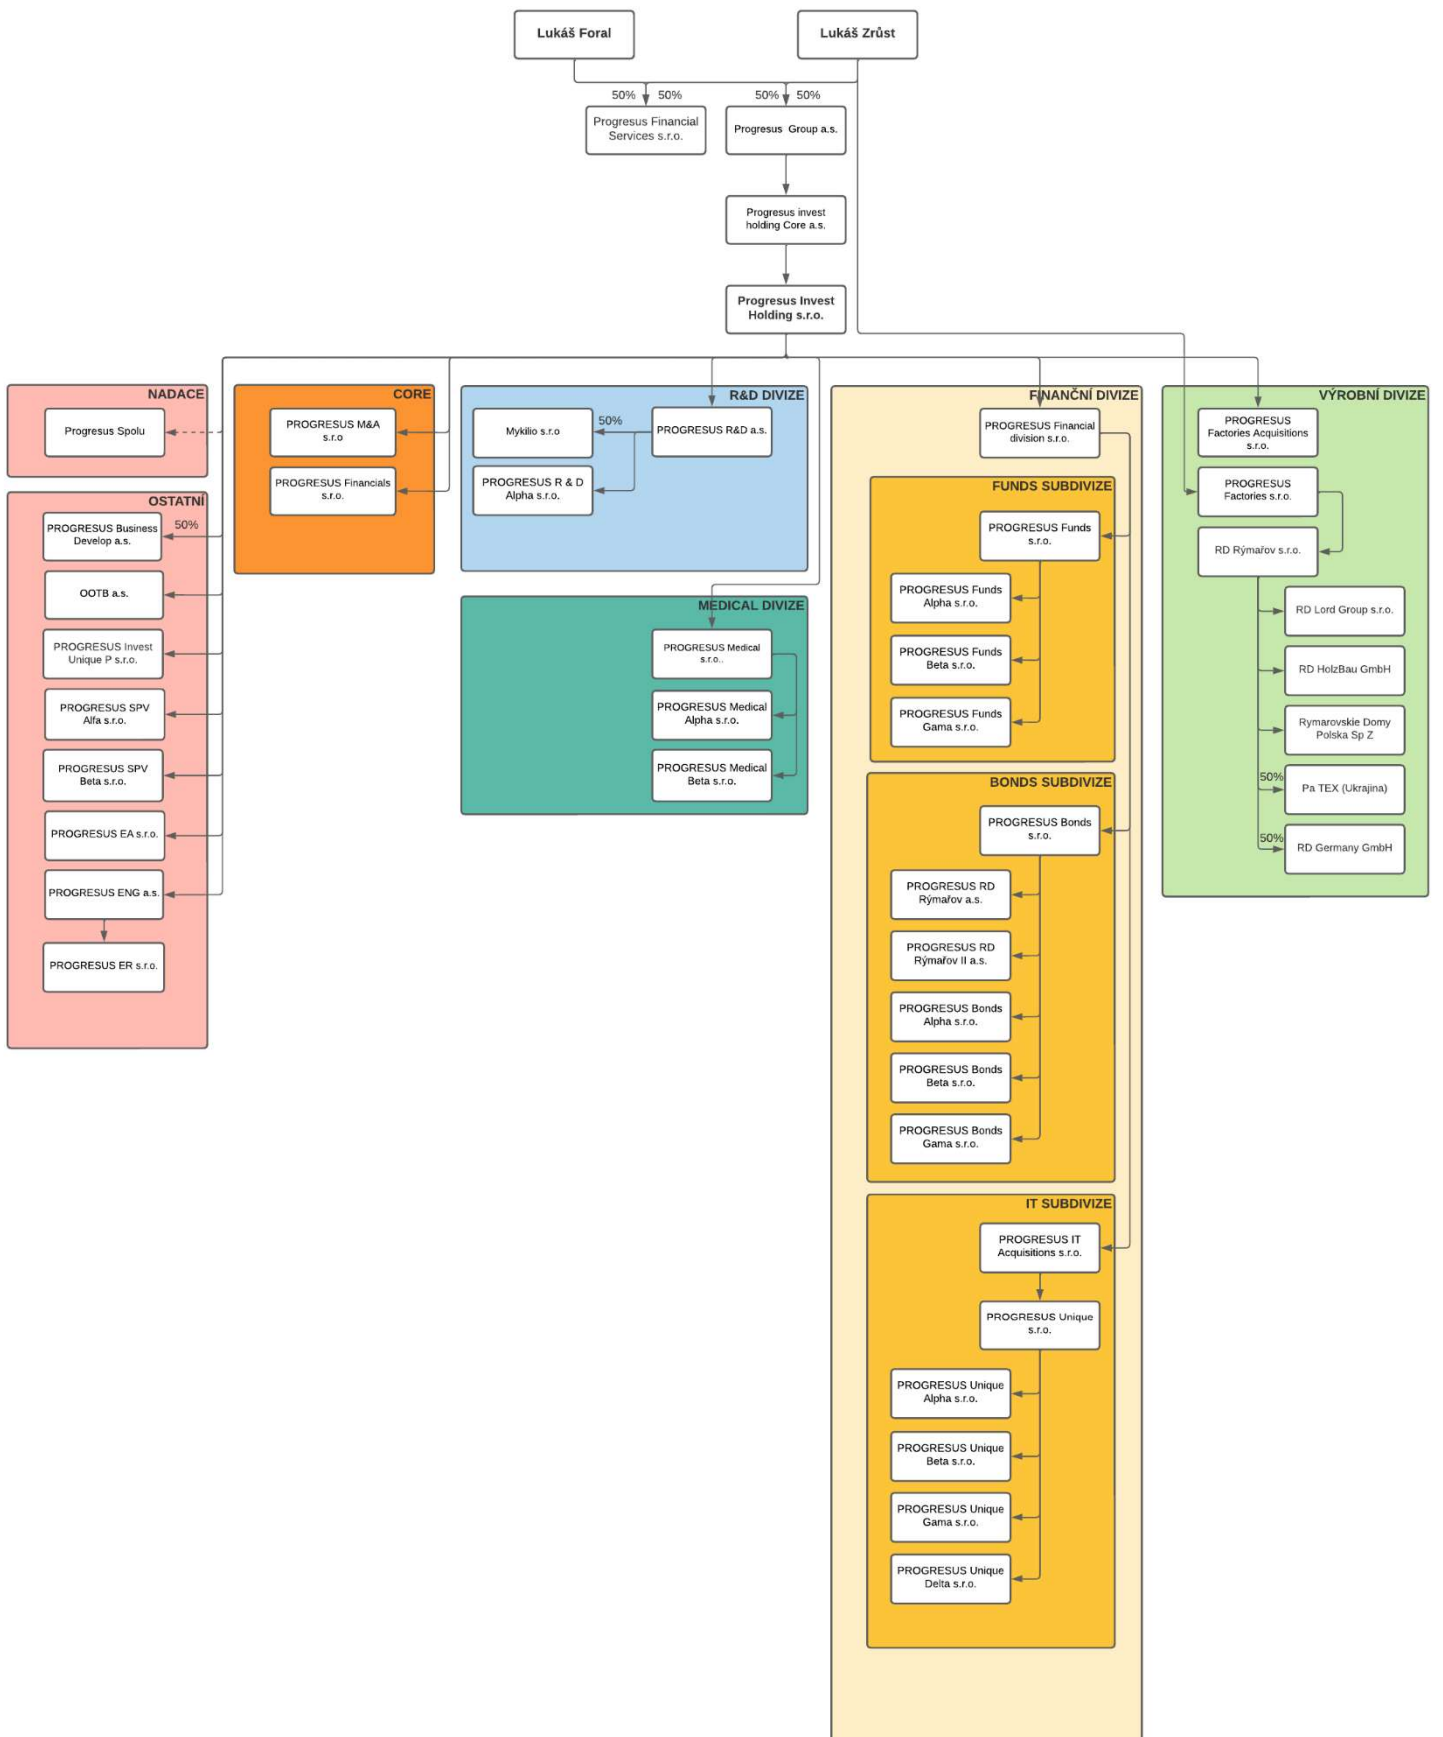 Lukáš Foral
Lukáš Zrůst
50%
50%
50%
50%
Progresus Financial
Services s.r.o.
Progresus Group a.s.
Progresus invest
holding Core a.s.
Progresus Invest
Holding s.r.o.
NADACE
Progresus Spolu
OSTATNÍ
PROGRESUS Business
Develop a.s.
50%
OOTB a.s.
PROGRESUS Invest
Unique P s.r.o.
PROGRESUS SPV
Alfa s.r.o.
PROGRESUS SPV
Beta s.r.o.
PROGRESUS EA s.r.o.
PROGRESUS ENG a.s.
PROGRESUS ER s.r.o.
CORE
PROGRESUS M&A
s.r.o
PROGRESUS Financials
s.r.o.
R&D DIVIZE
Mykilio s.r.o
50%
PROGRESUS R&D a.s.
PROGRESUS R & D
Alpha s.r.o.
MEDICAL DIVIZE
PROGRESUS Medical
s.r.o..
PROGRESUS Medical
Alpha s.r.o.
PROGRESUS Medical
Beta s.r.o.
FINANČNÍ DIVIZE
PROGRESUS Financial
division s.r.o.
FUNDS SUBDIVIZE
PROGRESUS Funds
s.r.o.
PROGRESUS Funds
Alpha s.r.o.
PROGRESUS Funds
Beta s.r.o.
PROGRESUS Funds
Gama s.r.o.
BONDS SUBDIVIZE
PROGRESUS Bonds
s.r.o.
PROGRESUS RD
Rýmařov a.s.
PROGRESUS RD
Rýmařov II a.s.
PROGRESUS Bonds
Alpha s.r.o.
PROGRESUS Bonds
Beta s.r.o.
PROGRESUS Bonds
Gama s.r.o.
IT SUBDIVIZE
PROGRESUS IT
Acquisitions s.r.o.
PROGRESUS Unique
s.r.o.
PROGRESUS Unique
Alpha s.r.o.
PROGRESUS Unique
Beta s.r.o.
PROGRESUS Unique
Gama s.r.o.
PROGRESUS Unique
Delta s.r.o.
VÝROBNÍ DIVIZE
PROGRESUS
Factories Acquisitions
s.r.o.
PROGRESUS
Factories s.r.o.
RD Rýmařov s.r.o.
RD Lord Group s.r.o.
RD HolzBau GmbH
Rymarovskie Domy
Polska Sp Z
50%
Pa TEX (Ukrajina)
50%
RD Germany GmbH